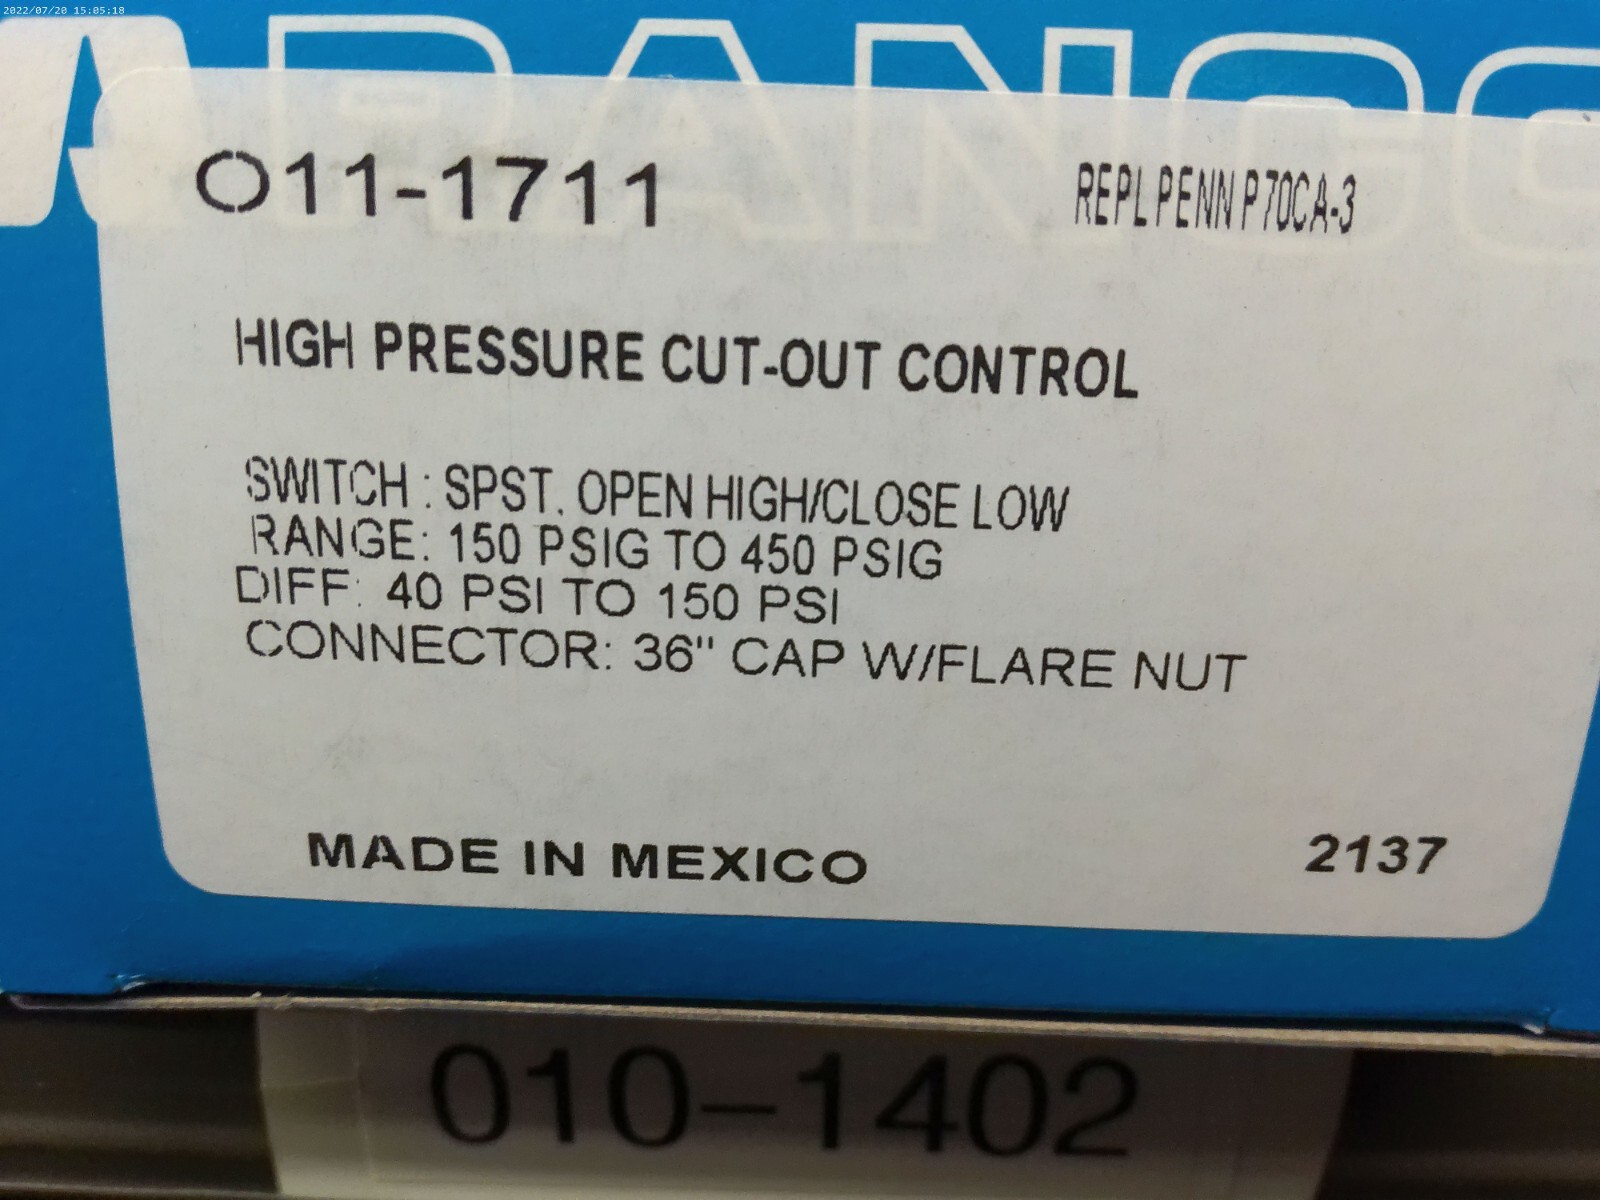 2022/07/20 15:05:18
RANCO
O11-1711
REPL PENN P70CA-3
HIGH PRESSURE CUT-OUT CONTROL
SWITCH : SPST. OPEN HIGH/CLOSE LOW
RANGE: 150 PSIG TO 450 PSIG
DIFF: 40 PSI TO 150 PSI
CONNECTOR: 36" CAP W/FLARE NUT
MADE IN MEXICO
2137
010-1402